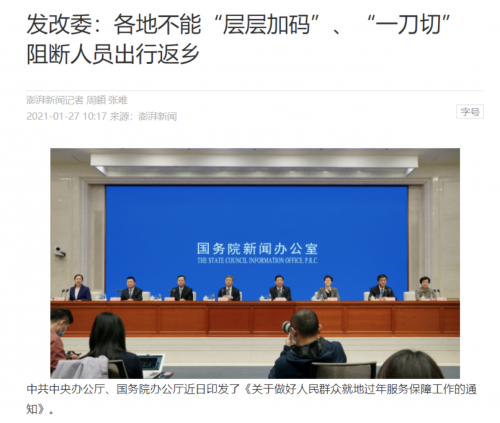 发改委：各地不能“层层加码”、“一刀切”
阻断人员出行返乡
澎湃新闻记者 周頔 张唯
2021-01-27 10:17 来源：澎湃新闻
字号
国务院新闻办公室
THE STATE COUNCIL INFORMATION OFFICE, P.R.C.
中共中央办公厅、国务院办公厅近日印发了《关于做好人民群众就地过年服务保障工作的通
知》。